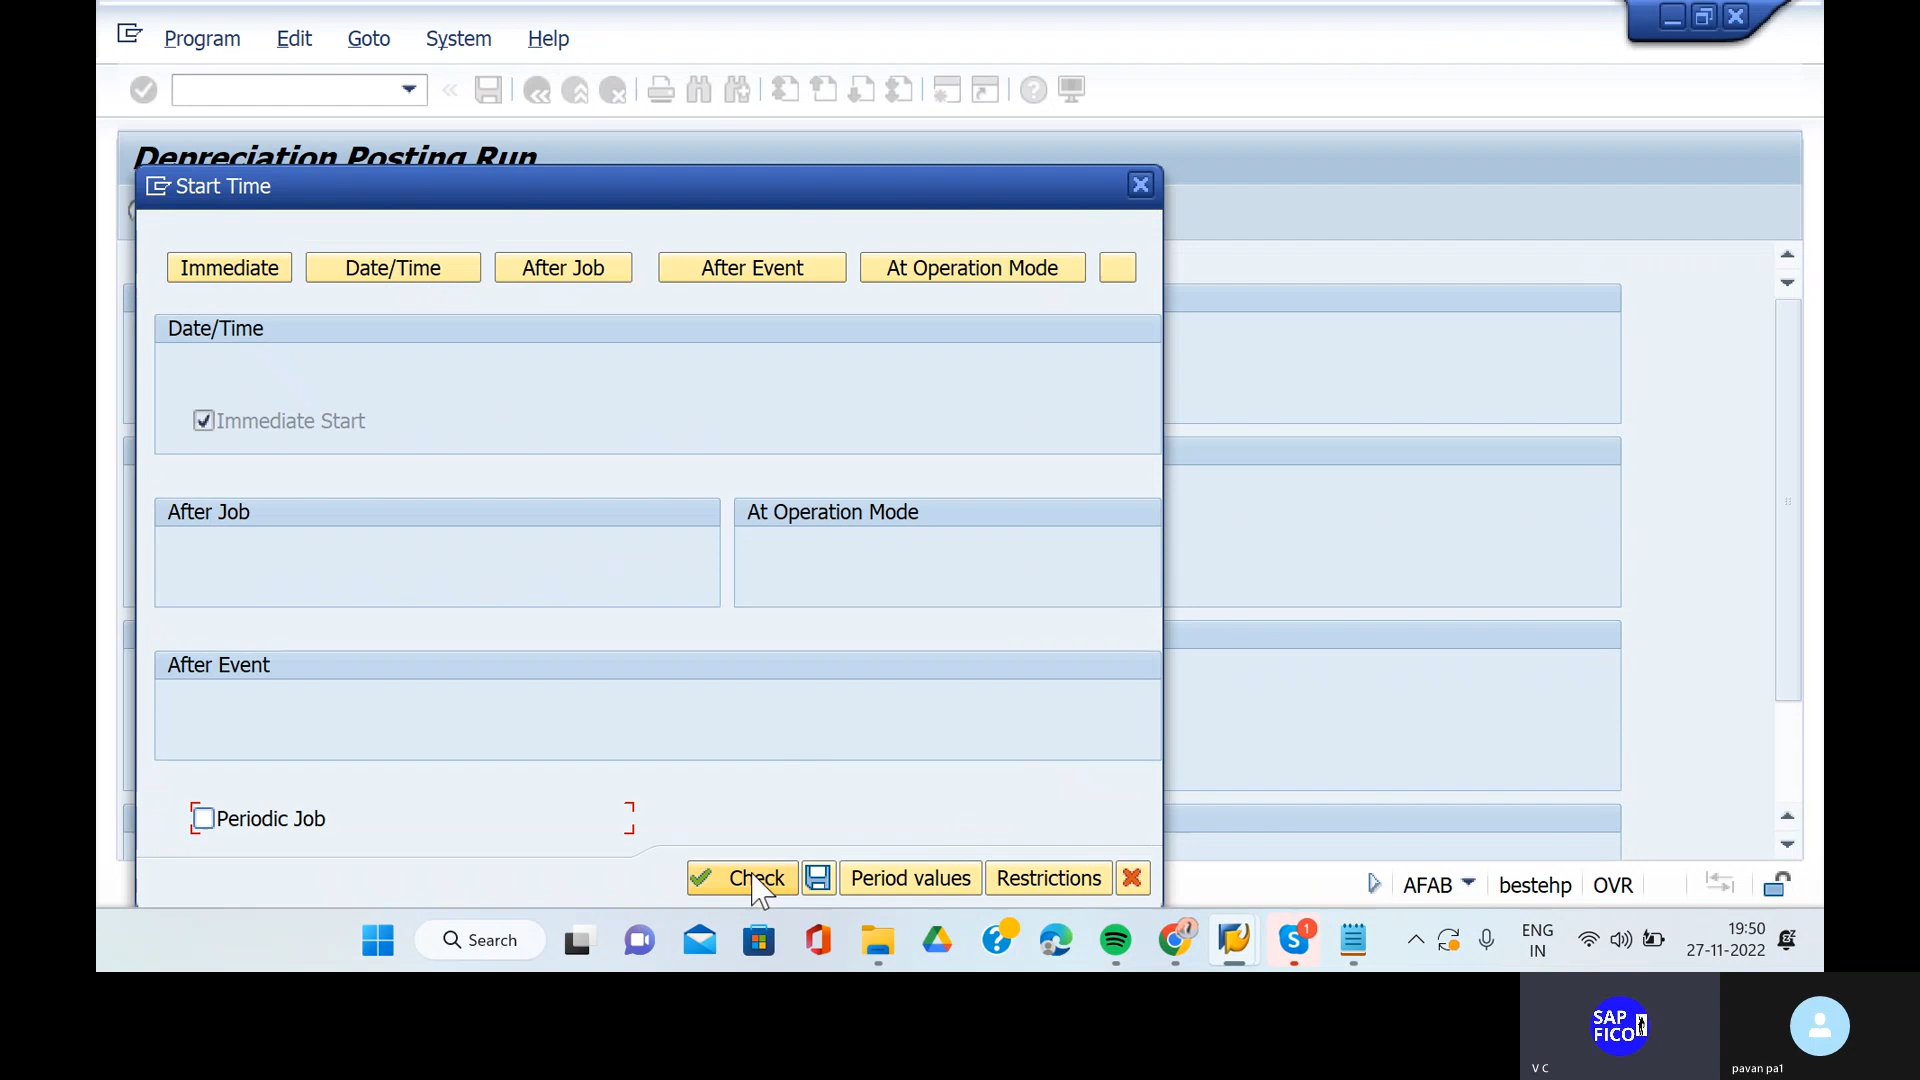 Program Edit Goto System Help
Depreciation Posting Run
Start Time
Immediate Date/Time After Job After Event At Operation Mode
Date/Time
Immediate Start
After Job At Operation Mode
After Event
Periodic Job
Check Period values Restrictions
AFAB bestehp OVR
Search
1
ENG
IN
19:50
27-11-2022
SAP
FICO
V C
pavan pa1